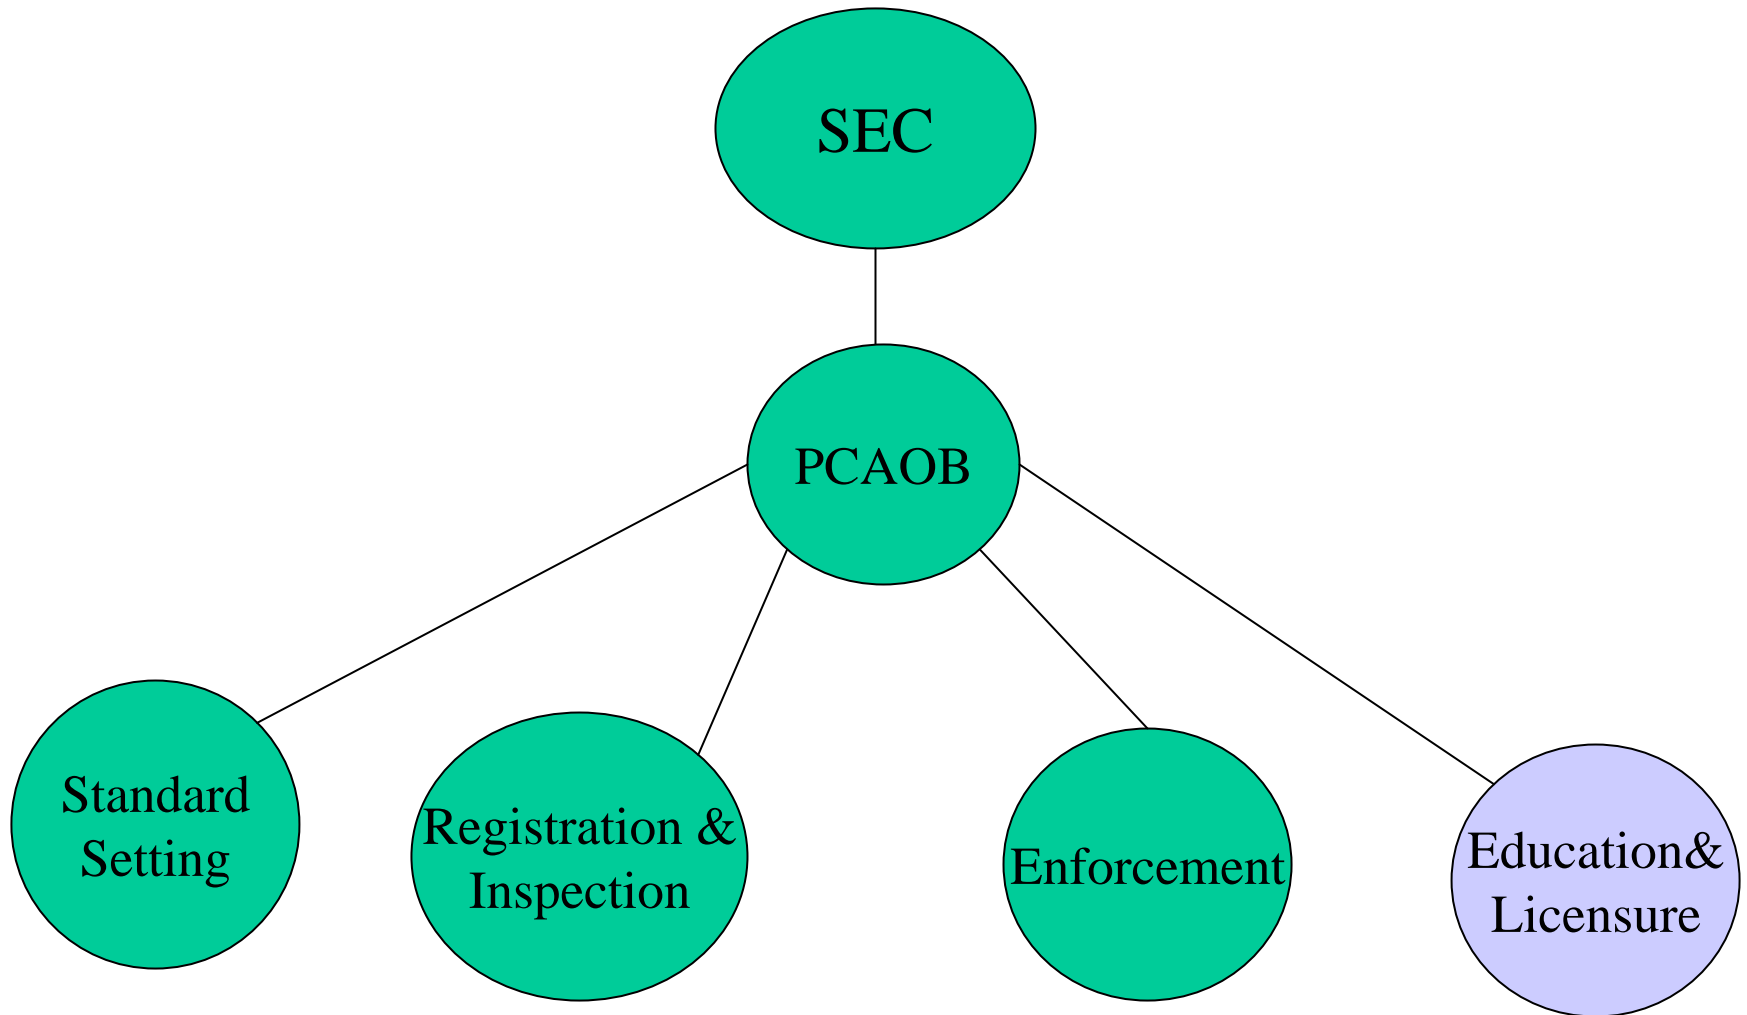 SEC
PCAOB
Standard
Setting
Registration &
Inspection
Enforcement
Education&
Licensure